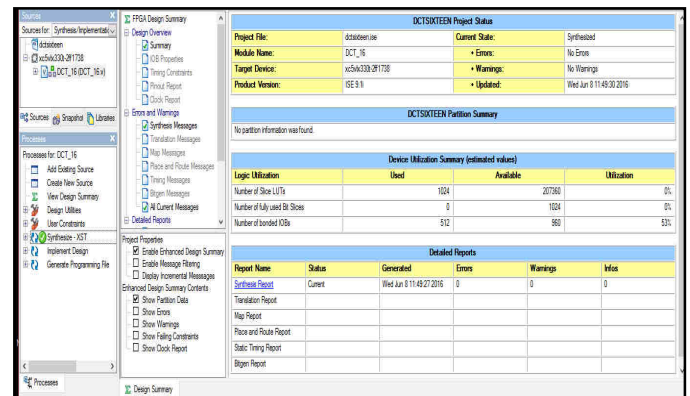 Sources
Sources for: Synthesis/Implementati
dctsixteen
xc5vlx330t-2ff1738
DCT_16 (DCT_16.v)
Sources Snapshot Libraries
Processes
Processes for: DCT_16
Add Existing Source
Create New Source
View Design Summary
Design Utilities
User Constraints
Synthesize - XST
Implement Design
Generate Programming File
Processes
FPGA Design Summary
Design Overview
Summary
IOB Properties
Timing Constraints
Pinout Report
Clock Report
Errors and Warnings
Synthesis Messages
Translation Messages
Map Messages
Place and Route Messages
Timing Messages
Bitgen Messages
All Current Messages
Detailed Reports
Project Properties
Enable Enhanced Design Summary
Enable Message Filtering
Display Incremental Messages
Enhanced Design Summary Contents
Show Partition Data
Show Errors
Show Warnings
Show Failing Constraints
Show Clock Report
Design Summary
DCTSIXTEEN Project Status
Project File: dctsixteen.ise Current State: Synthesized
Module Name: DCT_16 • Errors: No Errors
Target Device: xc5vlx330t-2ff1738 • Warnings: No Warnings
Product Version: ISE 9.1i • Updated: Wed Jun 8 11:49:30 2016
DCTSIXTEEN Partition Summary
No partition information was found.
Device Utilization Summary (estimated values)
Logic Utilization Used Available Utilization
Number of Slice LUTs 1024 207360 0%
Number of fully used Bit Slices 0 1024 0%
Number of bonded IOBs 512 960 53%
Detailed Reports
Report Name Status Generated Errors Warnings Infos
Synthesis Report Current Wed Jun 8 11:49:27 2016 0 0 0
Translation Report
Map Report
Place and Route Report
Static Timing Report
Bitgen Report